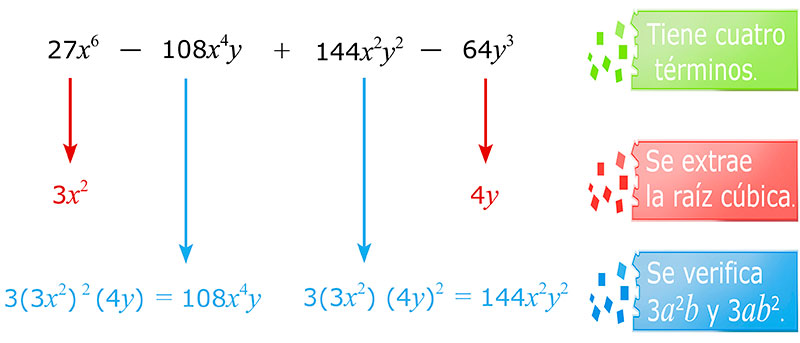 27x⁶ − 108x⁴y + 144x²y² − 64y³
Tiene cuatro
términos.
3x²
4y
Se extrae
la raíz cúbica.
3(3x²)² (4y) = 108x⁴y
3(3x²) (4y)² = 144x²y²
Se verifica
3a²b y 3ab².